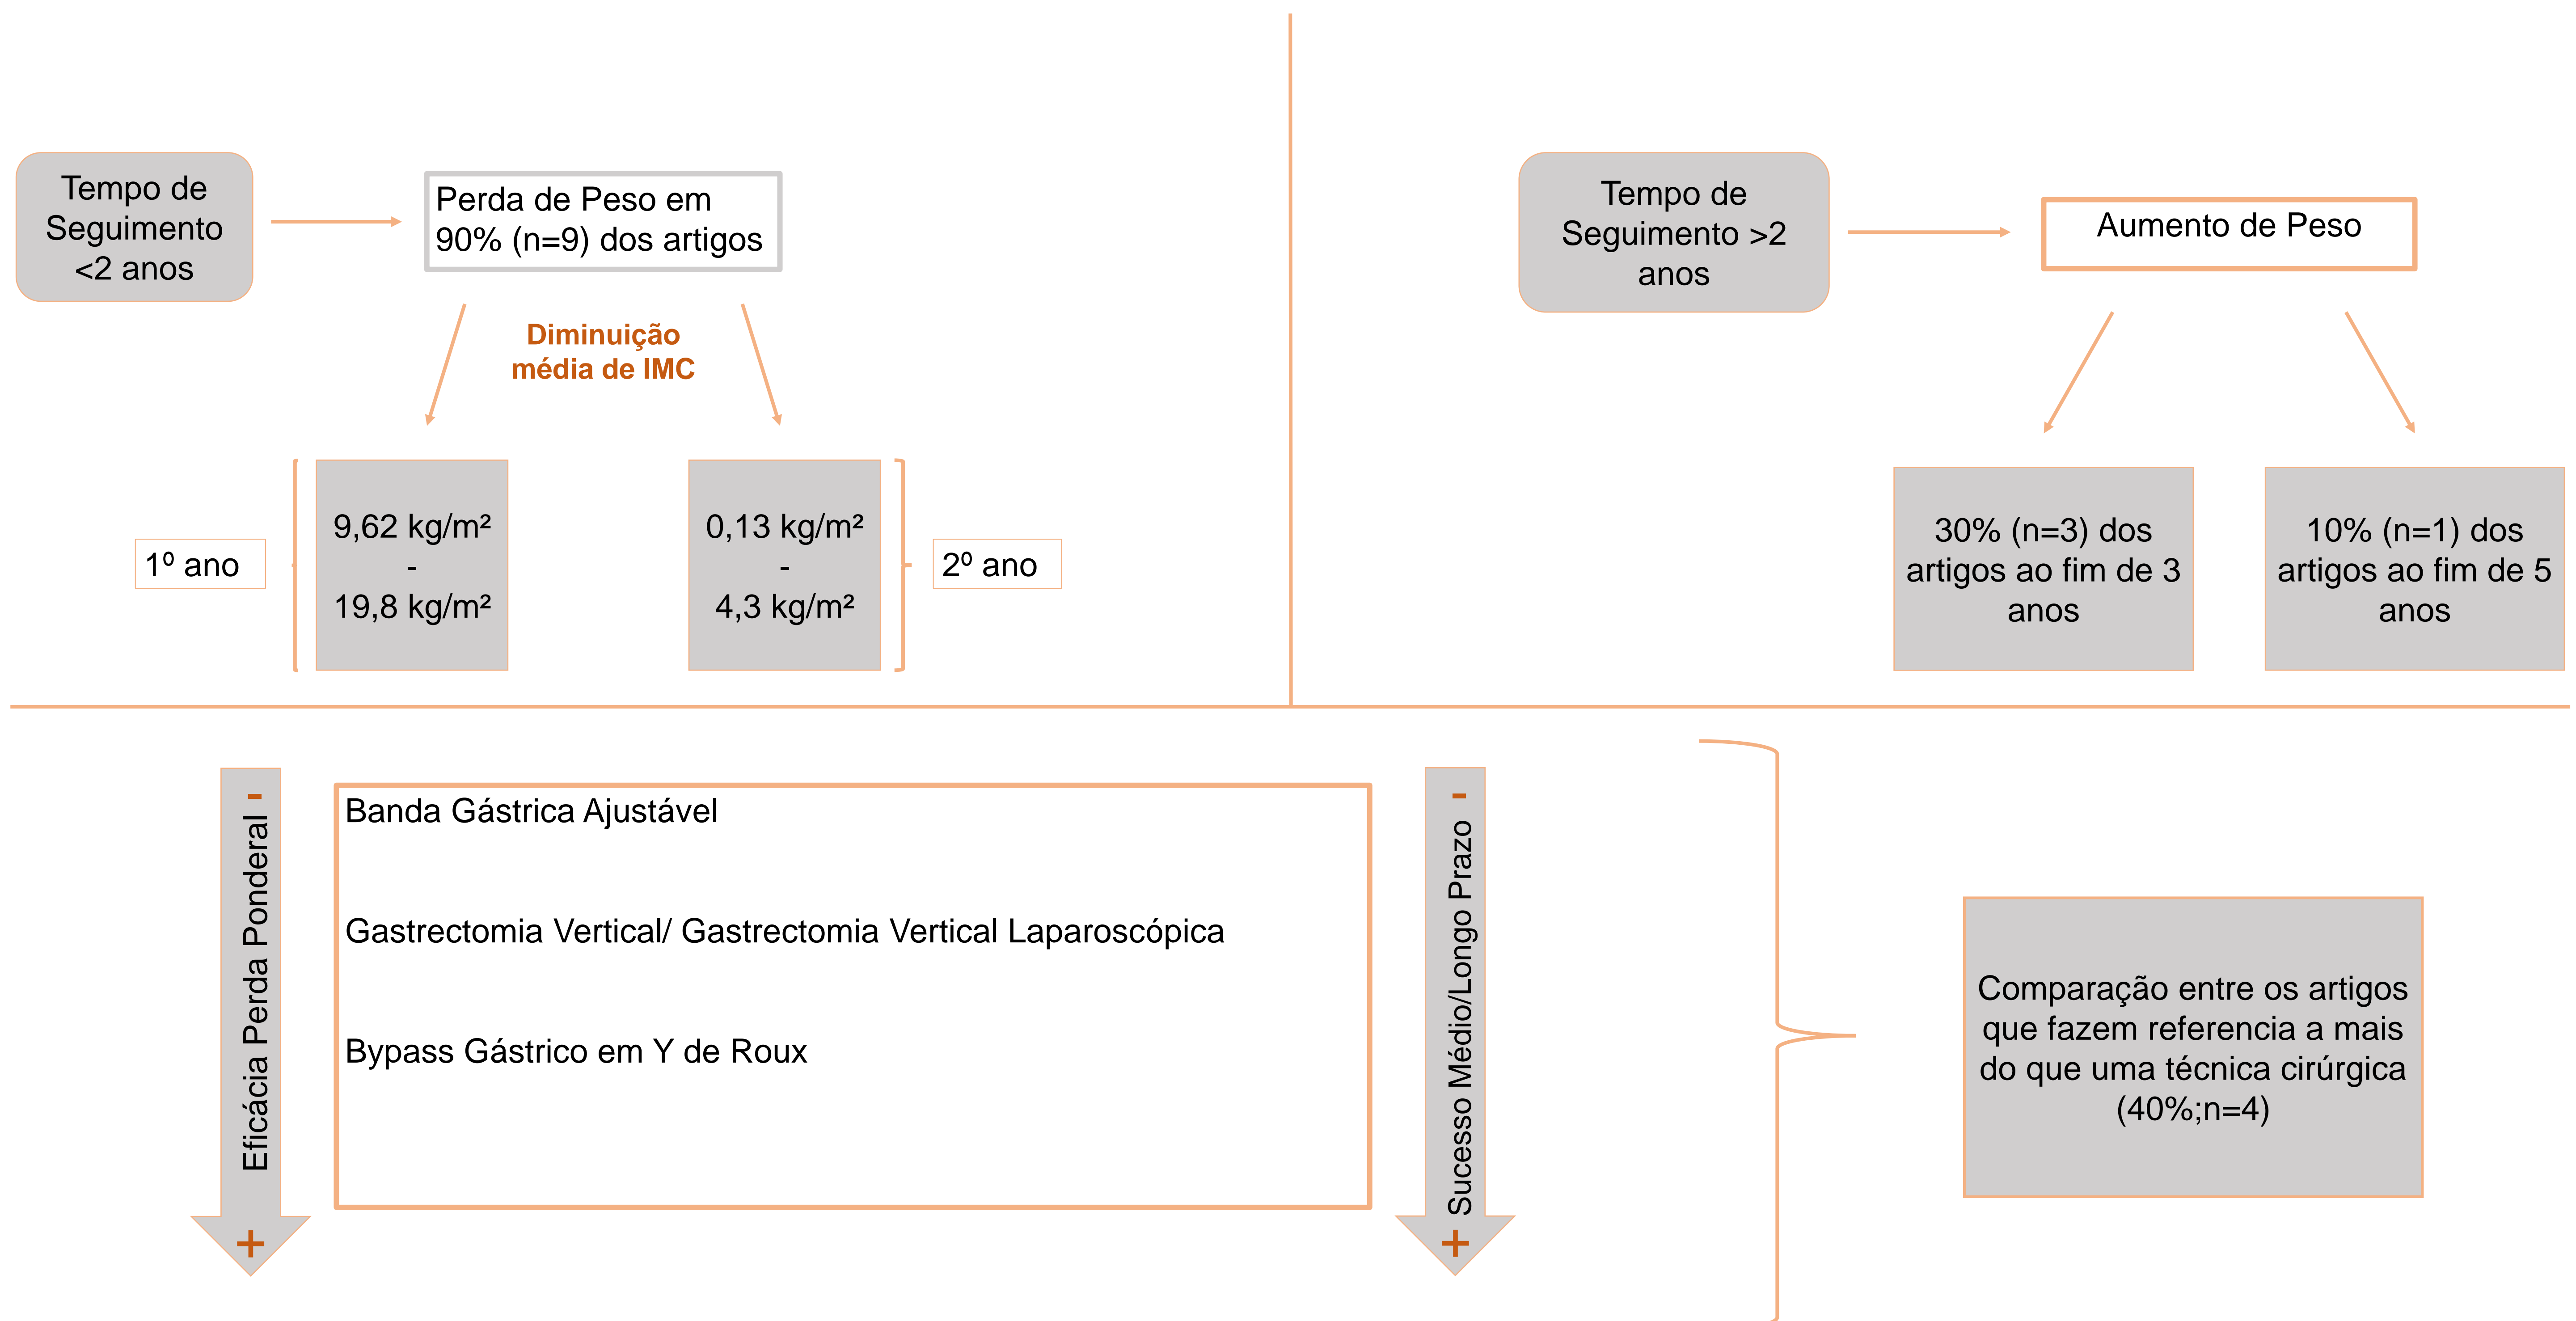 Tempo de
Seguimento
<2 anos
Perda de Peso em
90% (n=9) dos artigos
Diminuição
média de IMC
1º ano
9,62 kg/m²
-
19,8 kg/m²
0,13 kg/m²
-
4,3 kg/m²
2º ano
Tempo de
Seguimento >2
anos
Aumento de Peso
30% (n=3) dos
artigos ao fim de 3
anos
10% (n=1) dos
artigos ao fim de 5
anos
Eficácia Perda Ponderal -
+
Banda Gástrica Ajustável
Gastrectomia Vertical/ Gastrectomia Vertical Laparoscópica
Bypass Gástrico em Y de Roux
Sucesso Médio/Longo Prazo -
+
Comparação entre os artigos
que fazem referencia a mais
do que uma técnica cirúrgica
(40%;n=4)